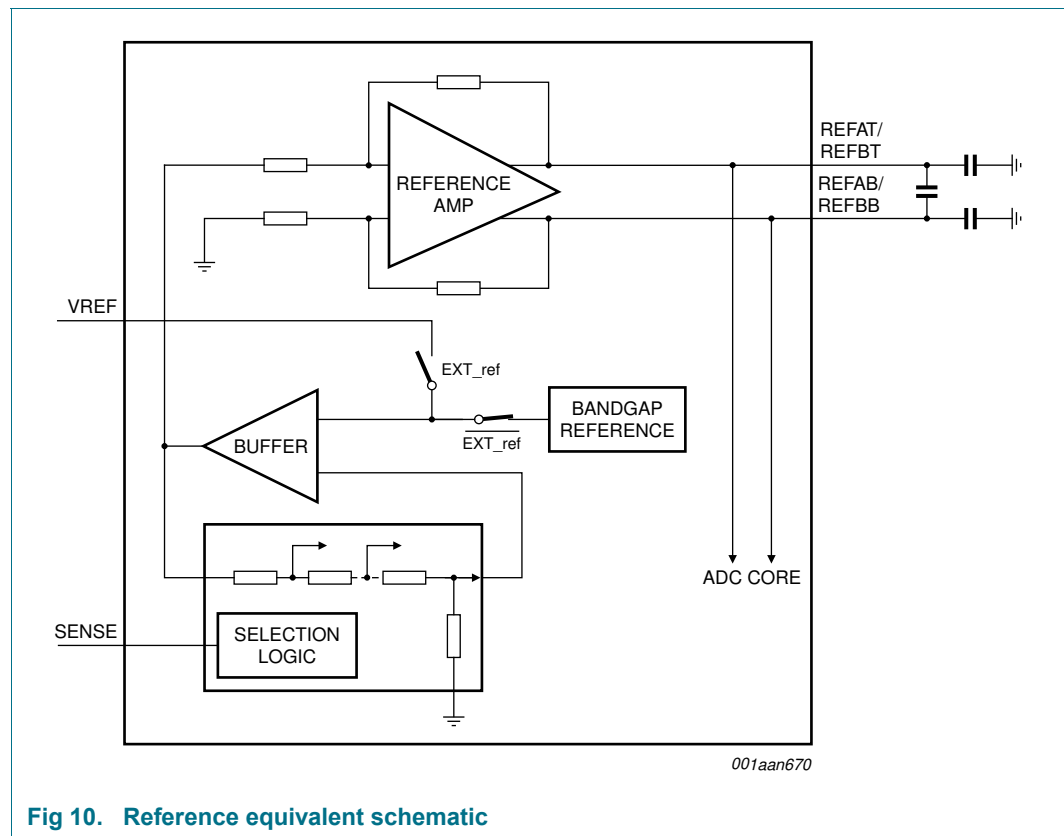 REFAT/
REFBT
REFERENCE
AMP
REFAB/
REFBB
VREF
EXT_ref
BANDGAP
REFERENCE
BUFFER
EXT_ref
ADC CORE
SENSE
SELECTION
LOGIC
001aan670
Fig 10. Reference equivalent schematic